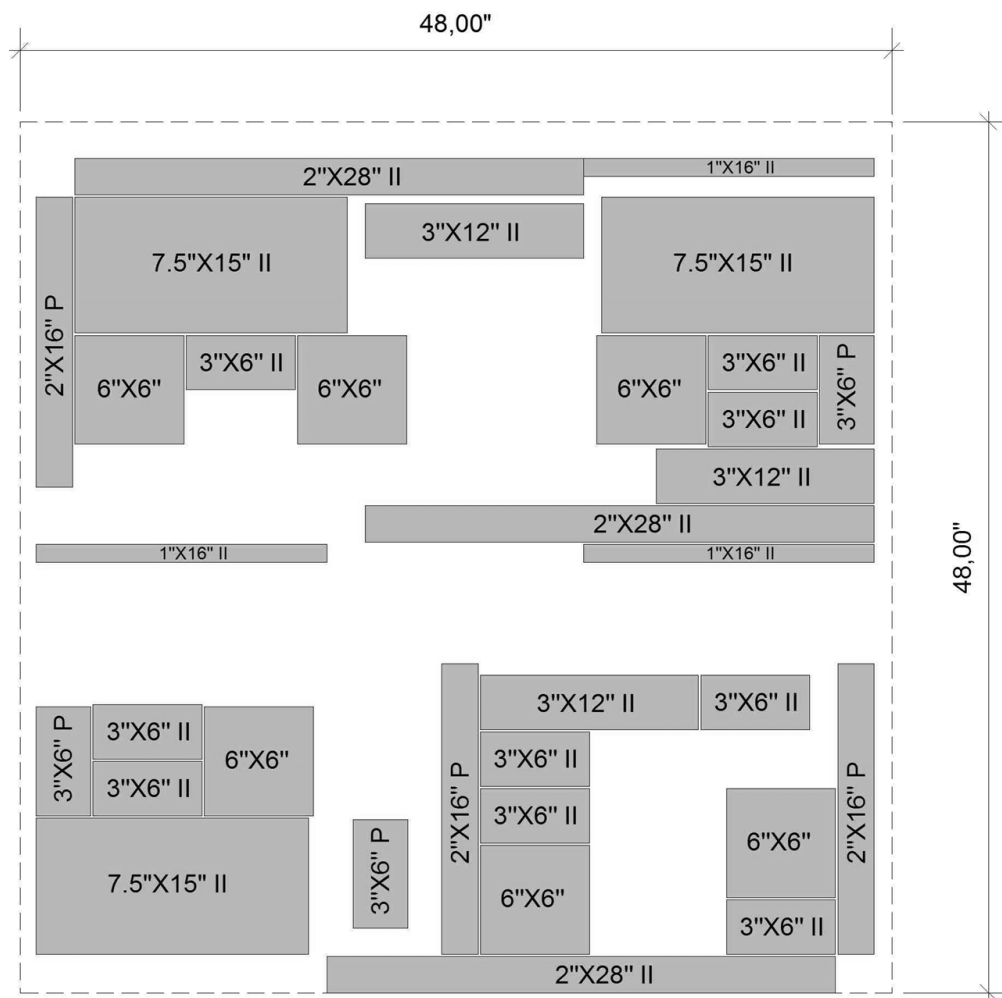 48,00"
2"X28" II
1"X16" II
3"X12" II
7.5"X15" II
7.5"X15" II
2"X16" P
6"X6"
3"X6" II
6"X6"
6"X6"
3"X6" II
3"X6" P
3"X6" II
3"X12" II
2"X28" II
1"X16" II
1"X16" II
48,00"
3"X12" II
3"X6" II
3"X6" P
3"X6" II
6"X6"
3"X6" II
3"X6" II
3"X6" II
2"X16" P
2"X16" P
6"X6"
7.5"X15" II
3"X6" P
6"X6"
3"X6" II
2"X28" II